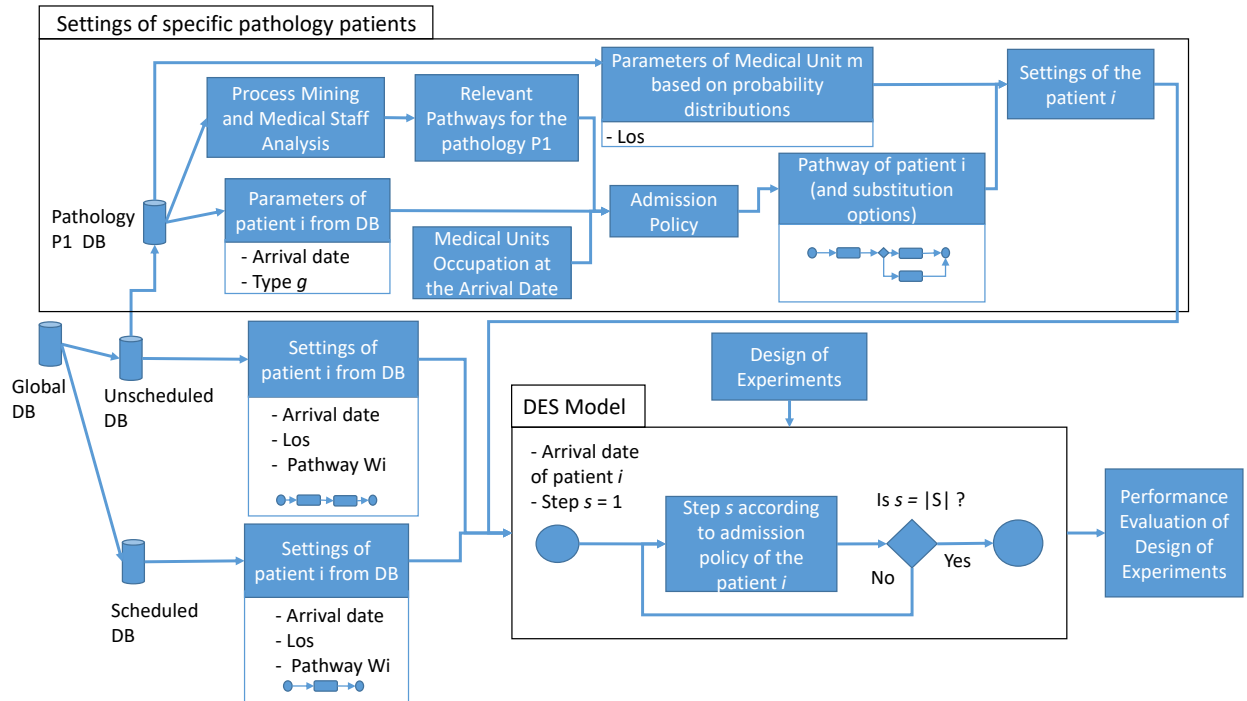 Settings of specific pathology patients
Process Mining
and Medical Staff
Analysis
Relevant
Pathways for the
pathology P1
Parameters of Medical Unit m
based on probability
distributions
- Los
Settings of the
patient i
Pathology
P1 DB
Parameters of
patient i from DB
- Arrival date
- Type g
Medical Units
Occupation at
the Arrival Date
Admission
Policy
Pathway of patient i
(and substitution
options)
Global
DB
Unscheduled
DB
Settings of
patient i from DB
- Arrival date
- Los
- Pathway Wi
Scheduled
DB
Settings of
patient i from DB
- Arrival date
- Los
- Pathway Wi
Design of
Experiments
DES Model
- Arrival date
of patient i
- Step s = 1
Step s according
to admission
policy of the
patient i
Is s = |S| ?
No
Yes
Performance
Evaluation of
Design of
Experiments